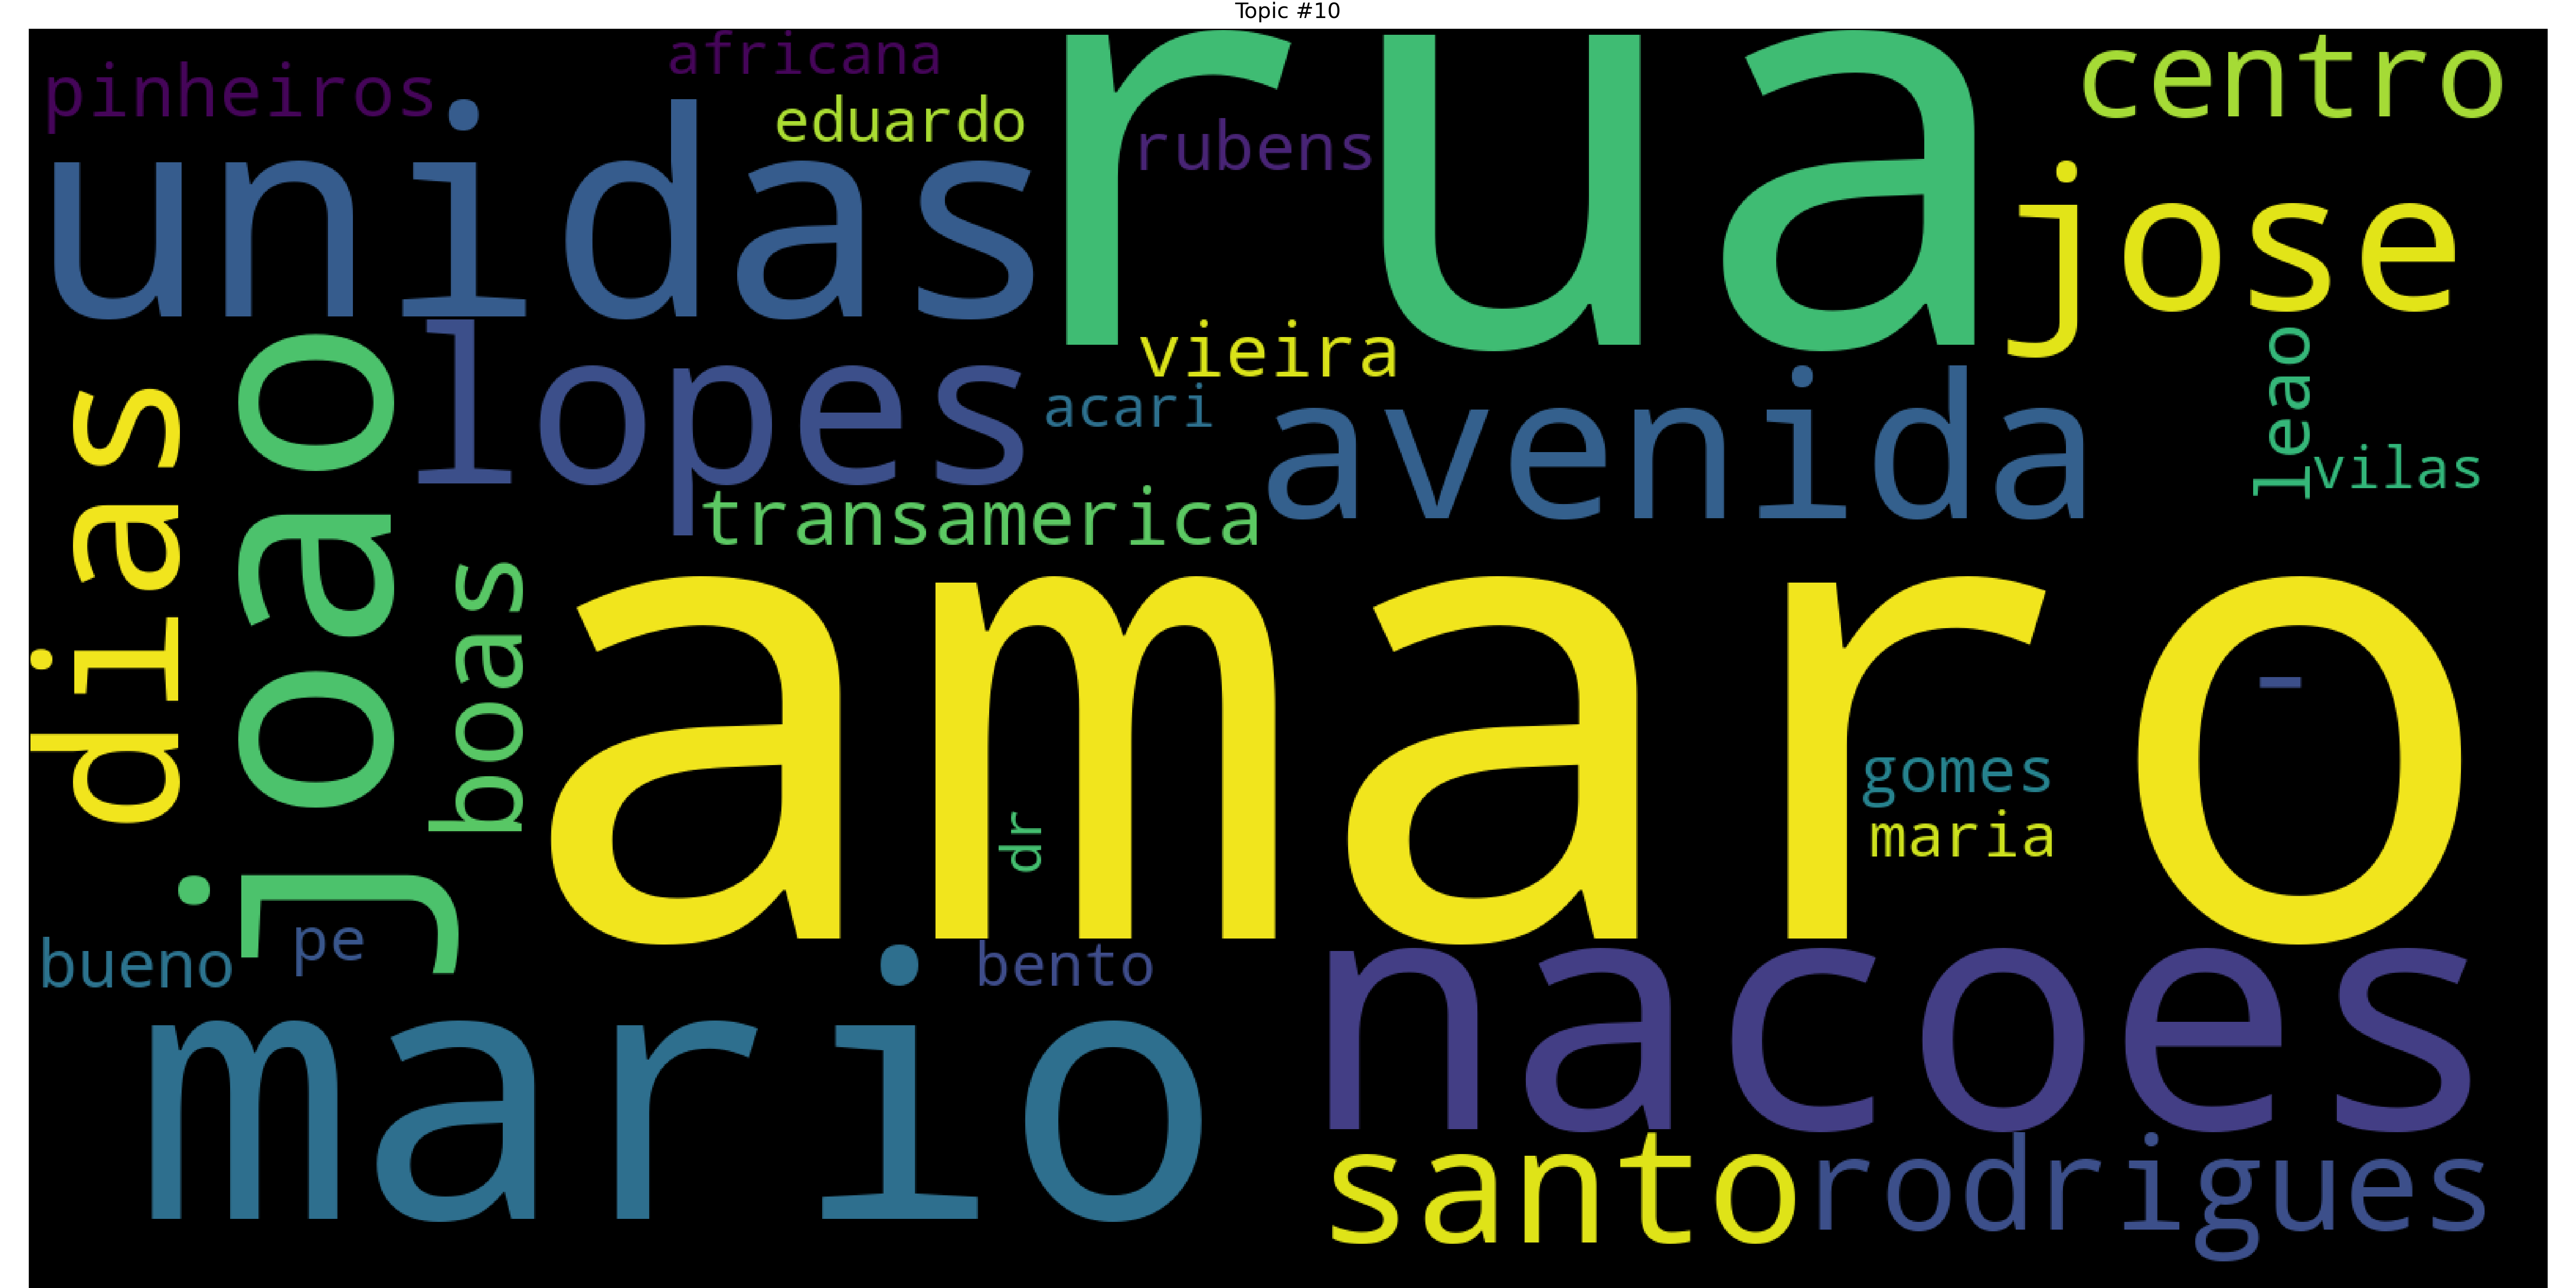 Topic #10
africana
pinheiros
centro
eduardo
rubens
rua
unidas
jose
vieira
leao
acari
lopes
avenida
vilas
transamerica
dias
joao
boas
amaro
-
gomes
maria
dr
pe
bueno
bento
nacoes
mario
santo
rodrigues